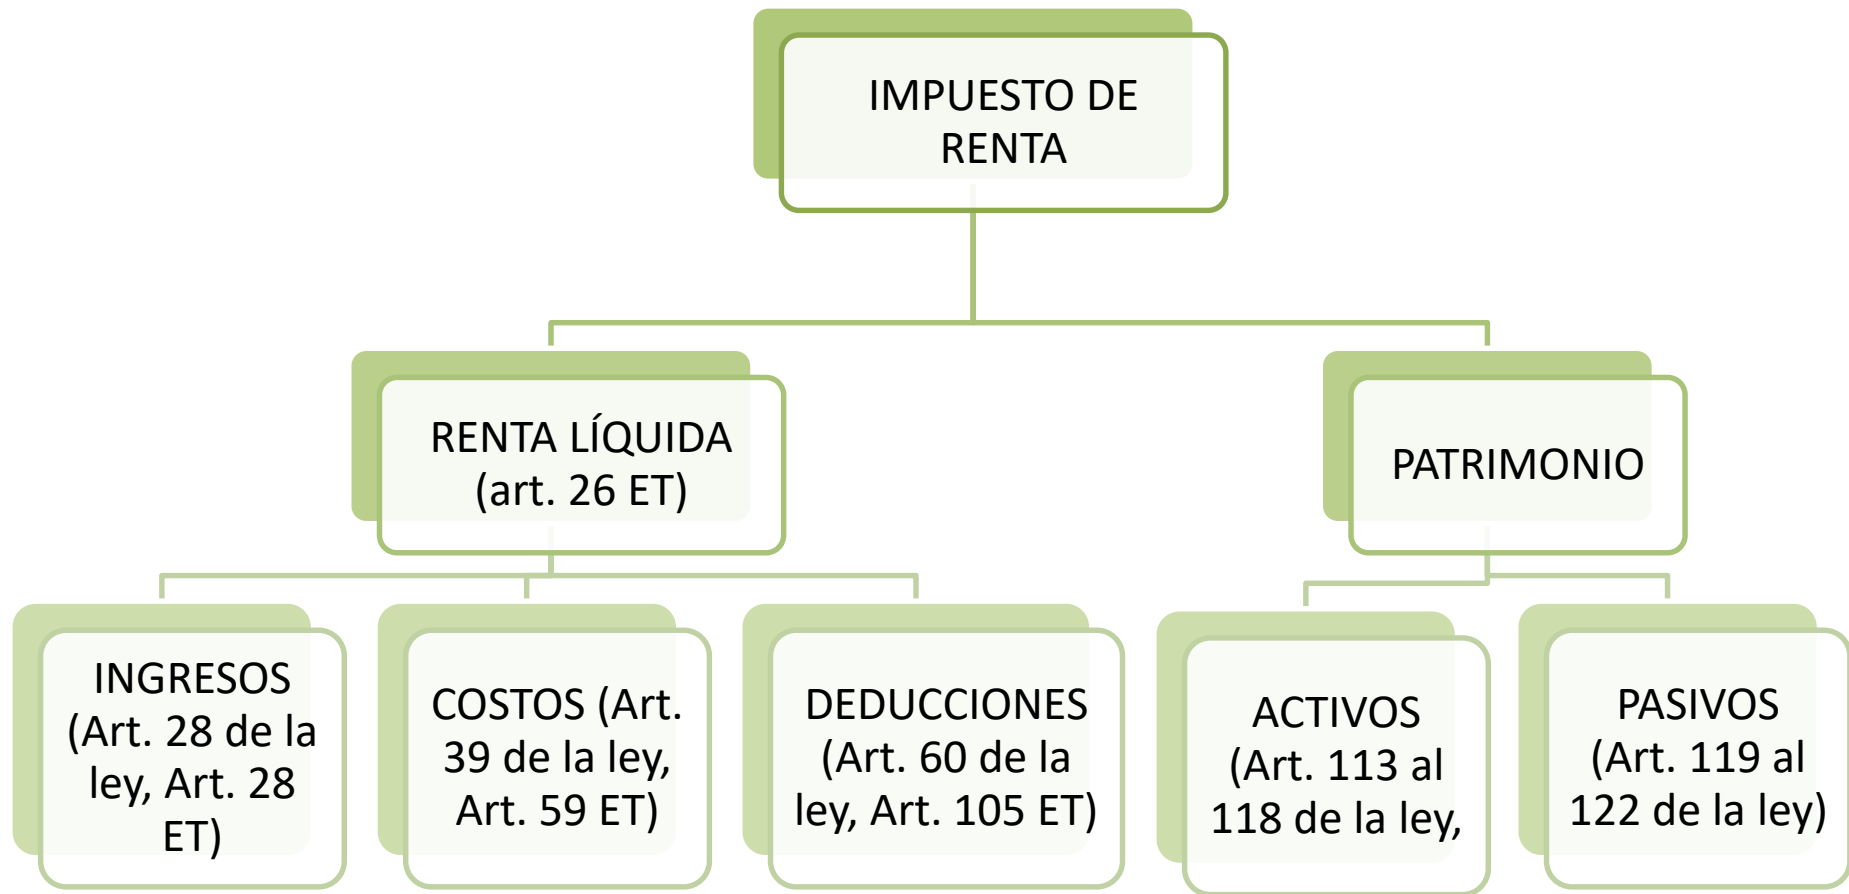 IMPUESTO DE
RENTA
RENTA LÍQUIDA
(art. 26 ET)
PATRIMONIO
INGRESOS
(Art. 28 de la
ley, Art. 28
ET)
COSTOS (Art.
39 de la ley,
Art. 59 ET)
DEDUCCIONES
(Art. 60 de la
ley, Art. 105 ET)
ACTIVOS
(Art. 113 al
118 de la ley,
PASIVOS
(Art. 119 al
122 de la ley)